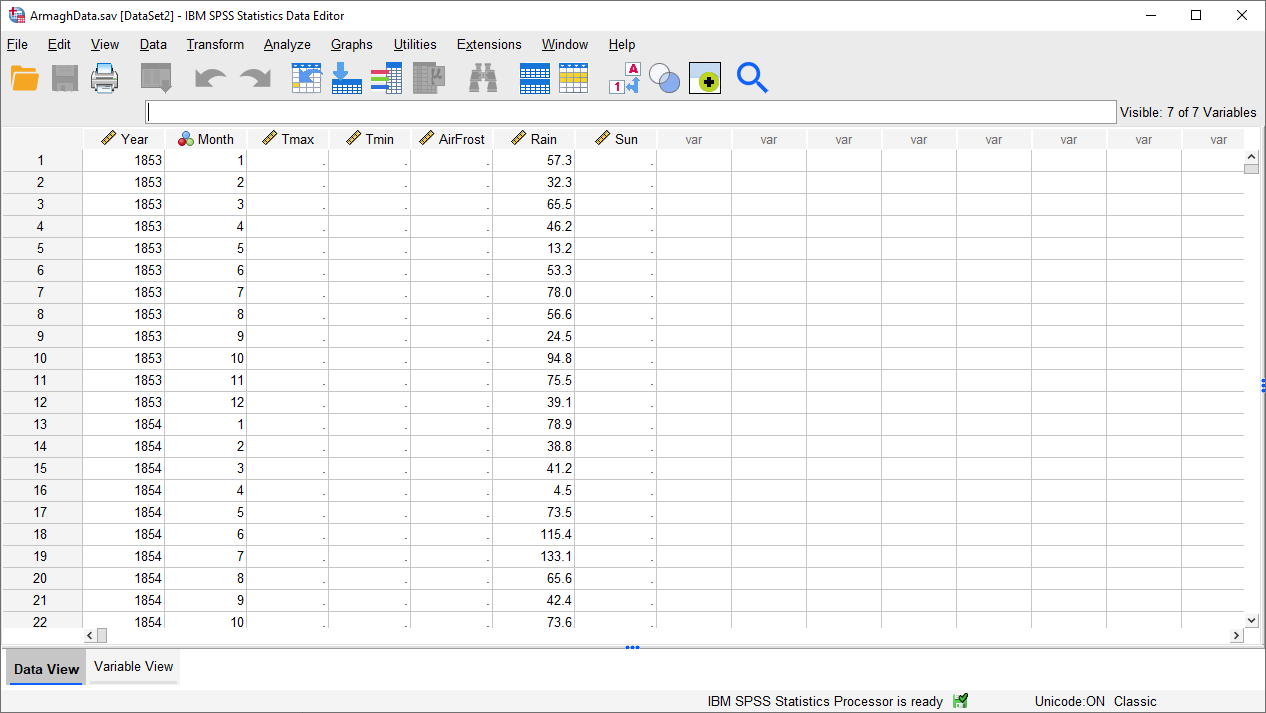 ArmaghData.sav [DataSet2] - IBM SPSS Statistics Data Editor
File Edit View Data Transform Analyze Graphs Utilities Extensions Window Help
1 A
Visible: 7 of 7 Variables
Year Month Tmax Tmin AirFrost Rain Sun var var var var var var var var
1 1853 1 . . . 57.3 .
2 1853 2 . . . 32.3 .
3 1853 3 . . . 65.5 .
4 1853 4 . . . 46.2 .
5 1853 5 . . . 13.2 .
6 1853 6 . . . 53.3 .
7 1853 7 . . . 78.0 .
8 1853 8 . . . 56.6 .
9 1853 9 . . . 24.5 .
10 1853 10 . . . 94.8 .
11 1853 11 . . . 75.5 .
12 1853 12 . . . 39.1 .
13 1854 1 . . . 78.9 .
14 1854 2 . . . 38.8 .
15 1854 3 . . . 41.2 .
16 1854 4 . . . 4.5 .
17 1854 5 . . . 73.5 .
18 1854 6 . . . 115.4 .
19 1854 7 . . . 133.1 .
20 1854 8 . . . 65.6 .
21 1854 9 . . . 42.4 .
22 1854 10 . . . 73.6 .
Data View Variable View
IBM SPSS Statistics Processor is ready Unicode:ON Classic